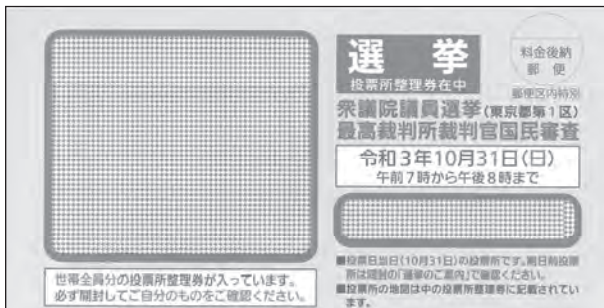 選挙
投票所整理券在中
料金後納
郵便
郵便区内特別
衆議院議員選挙(東京都第1区)
最高裁判所裁判官国民審査
令和3年10月31日(日)
午前7時から午後8時まで
■投票日当日(10月31日)の投票所です。期日前投票
所は同封の「選挙のご案内」で確認ください。
■投票所の地図は中の投票所整理券に記載されてい
ます。
世帯全員分の投票所整理券が入っています。
必ず開封してご自分のものをご確認ください。